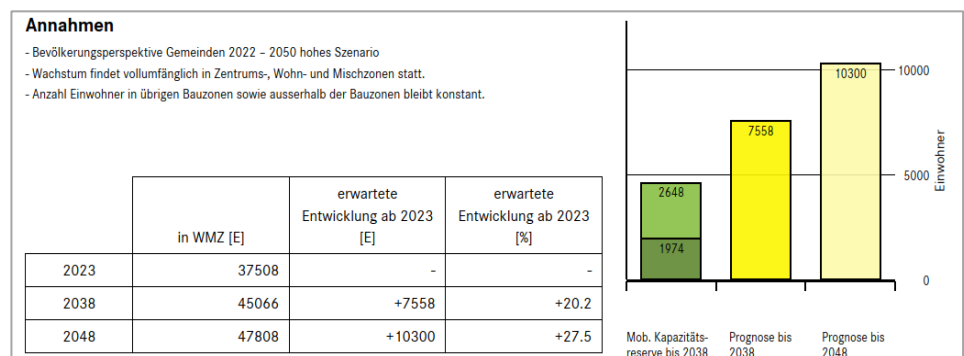 Annahmen
- Bevölkerungsperspektive Gemeinden 2022 – 2050 hohes Szenario
- Wachstum findet vollumfänglich in Zentrums-, Wohn- und Mischzonen statt.
- Anzahl Einwohner in übrigen Bauzonen sowie ausserhalb der Bauzonen bleibt konstant.
in WMZ [E]
erwartete
Entwicklung ab 2023
[E]
erwartete
Entwicklung ab 2023
[%]
2023 37508 - -
2038 45066 +7558 +20.2
2048 47808 +10300 +27.5
10300
10000
7558
5000
Einwohner
2648
1974
0
Mob. Kapazitäts-
reserve bis 2038
Prognose bis
2038
Prognose bis
2048